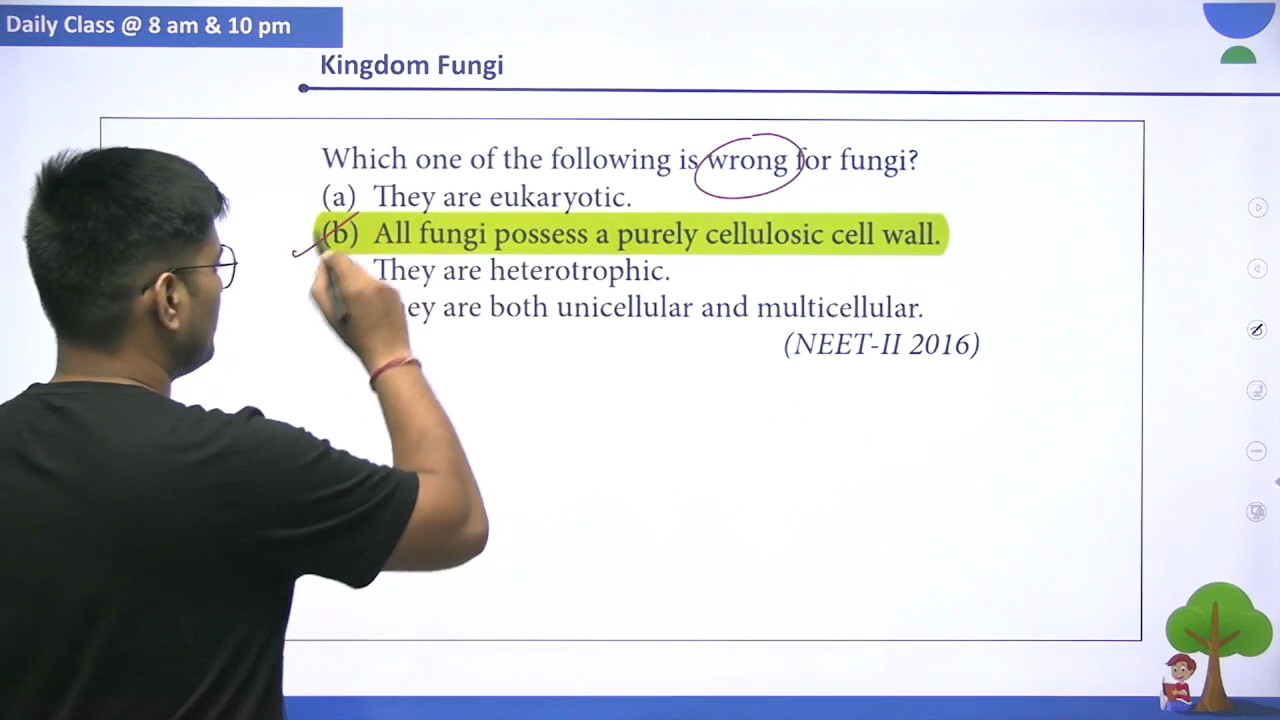 Daily Class @ 8 am & 10 pm
Kingdom Fungi
Which one of the following is wrong for fungi?
(a) They are eukaryotic.
(b) All fungi possess a purely cellulosic cell wall.
They are heterotrophic.
are both unicellular and multicellular.
(NEET-II 2016)